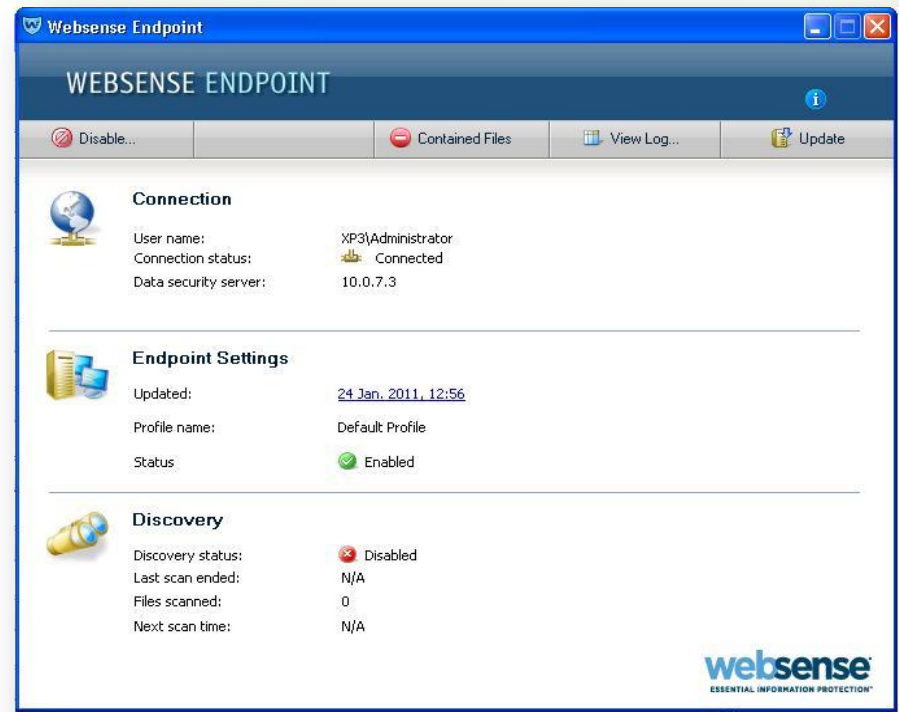 Websense Endpoint
WEBSENSE ENDPOINT
Disable... Contained Files View Log... Update
Connection
User name: XP3\Administrator
Connection status: Connected
Data security server: 10.0.7.3
Endpoint Settings
Updated: 24 Jan. 2011, 12:56
Profile name: Default Profile
Status Enabled
Discovery
Discovery status: Disabled
Last scan ended: N/A
Files scanned: 0
Next scan time: N/A
websense
ESSENTIAL INFORMATION PROTECTION™